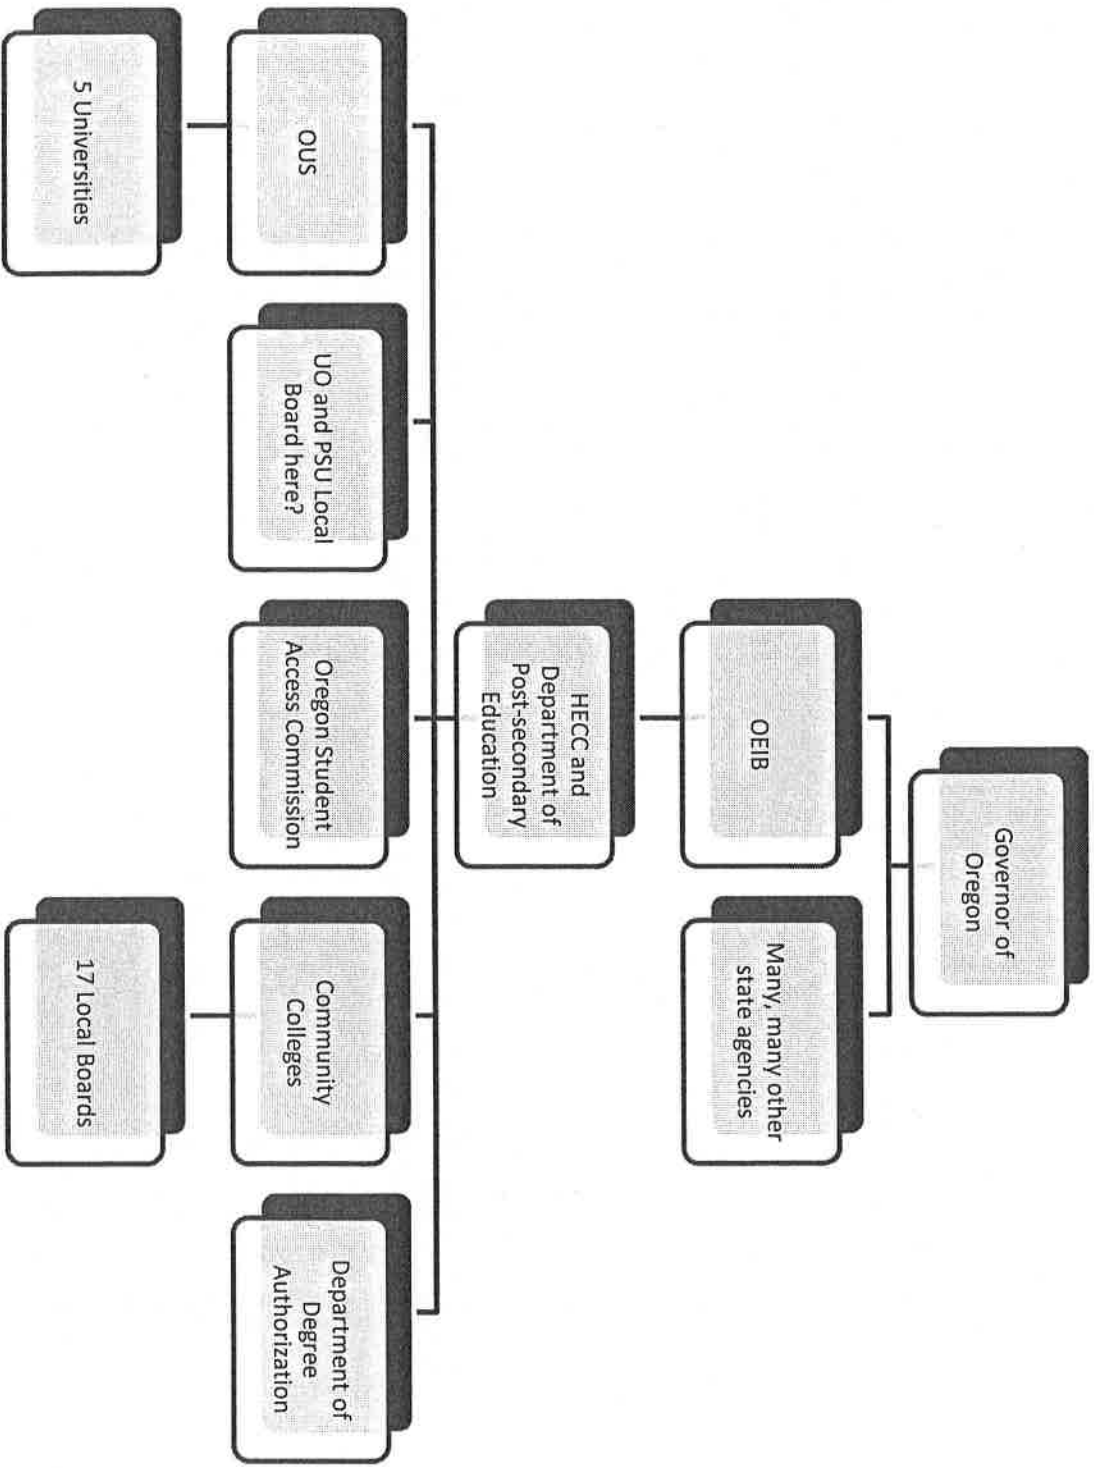 Governor of
Oregon
OEIB
Many, many other
state agencies
HECC and
Department of
Post-secondary
Education
OUS
UO and PSU Local
Board here?
Oregon Student
Access Commission
Community
Colleges
Department of
Degree
Authorization
5 Universities
17 Local Boards